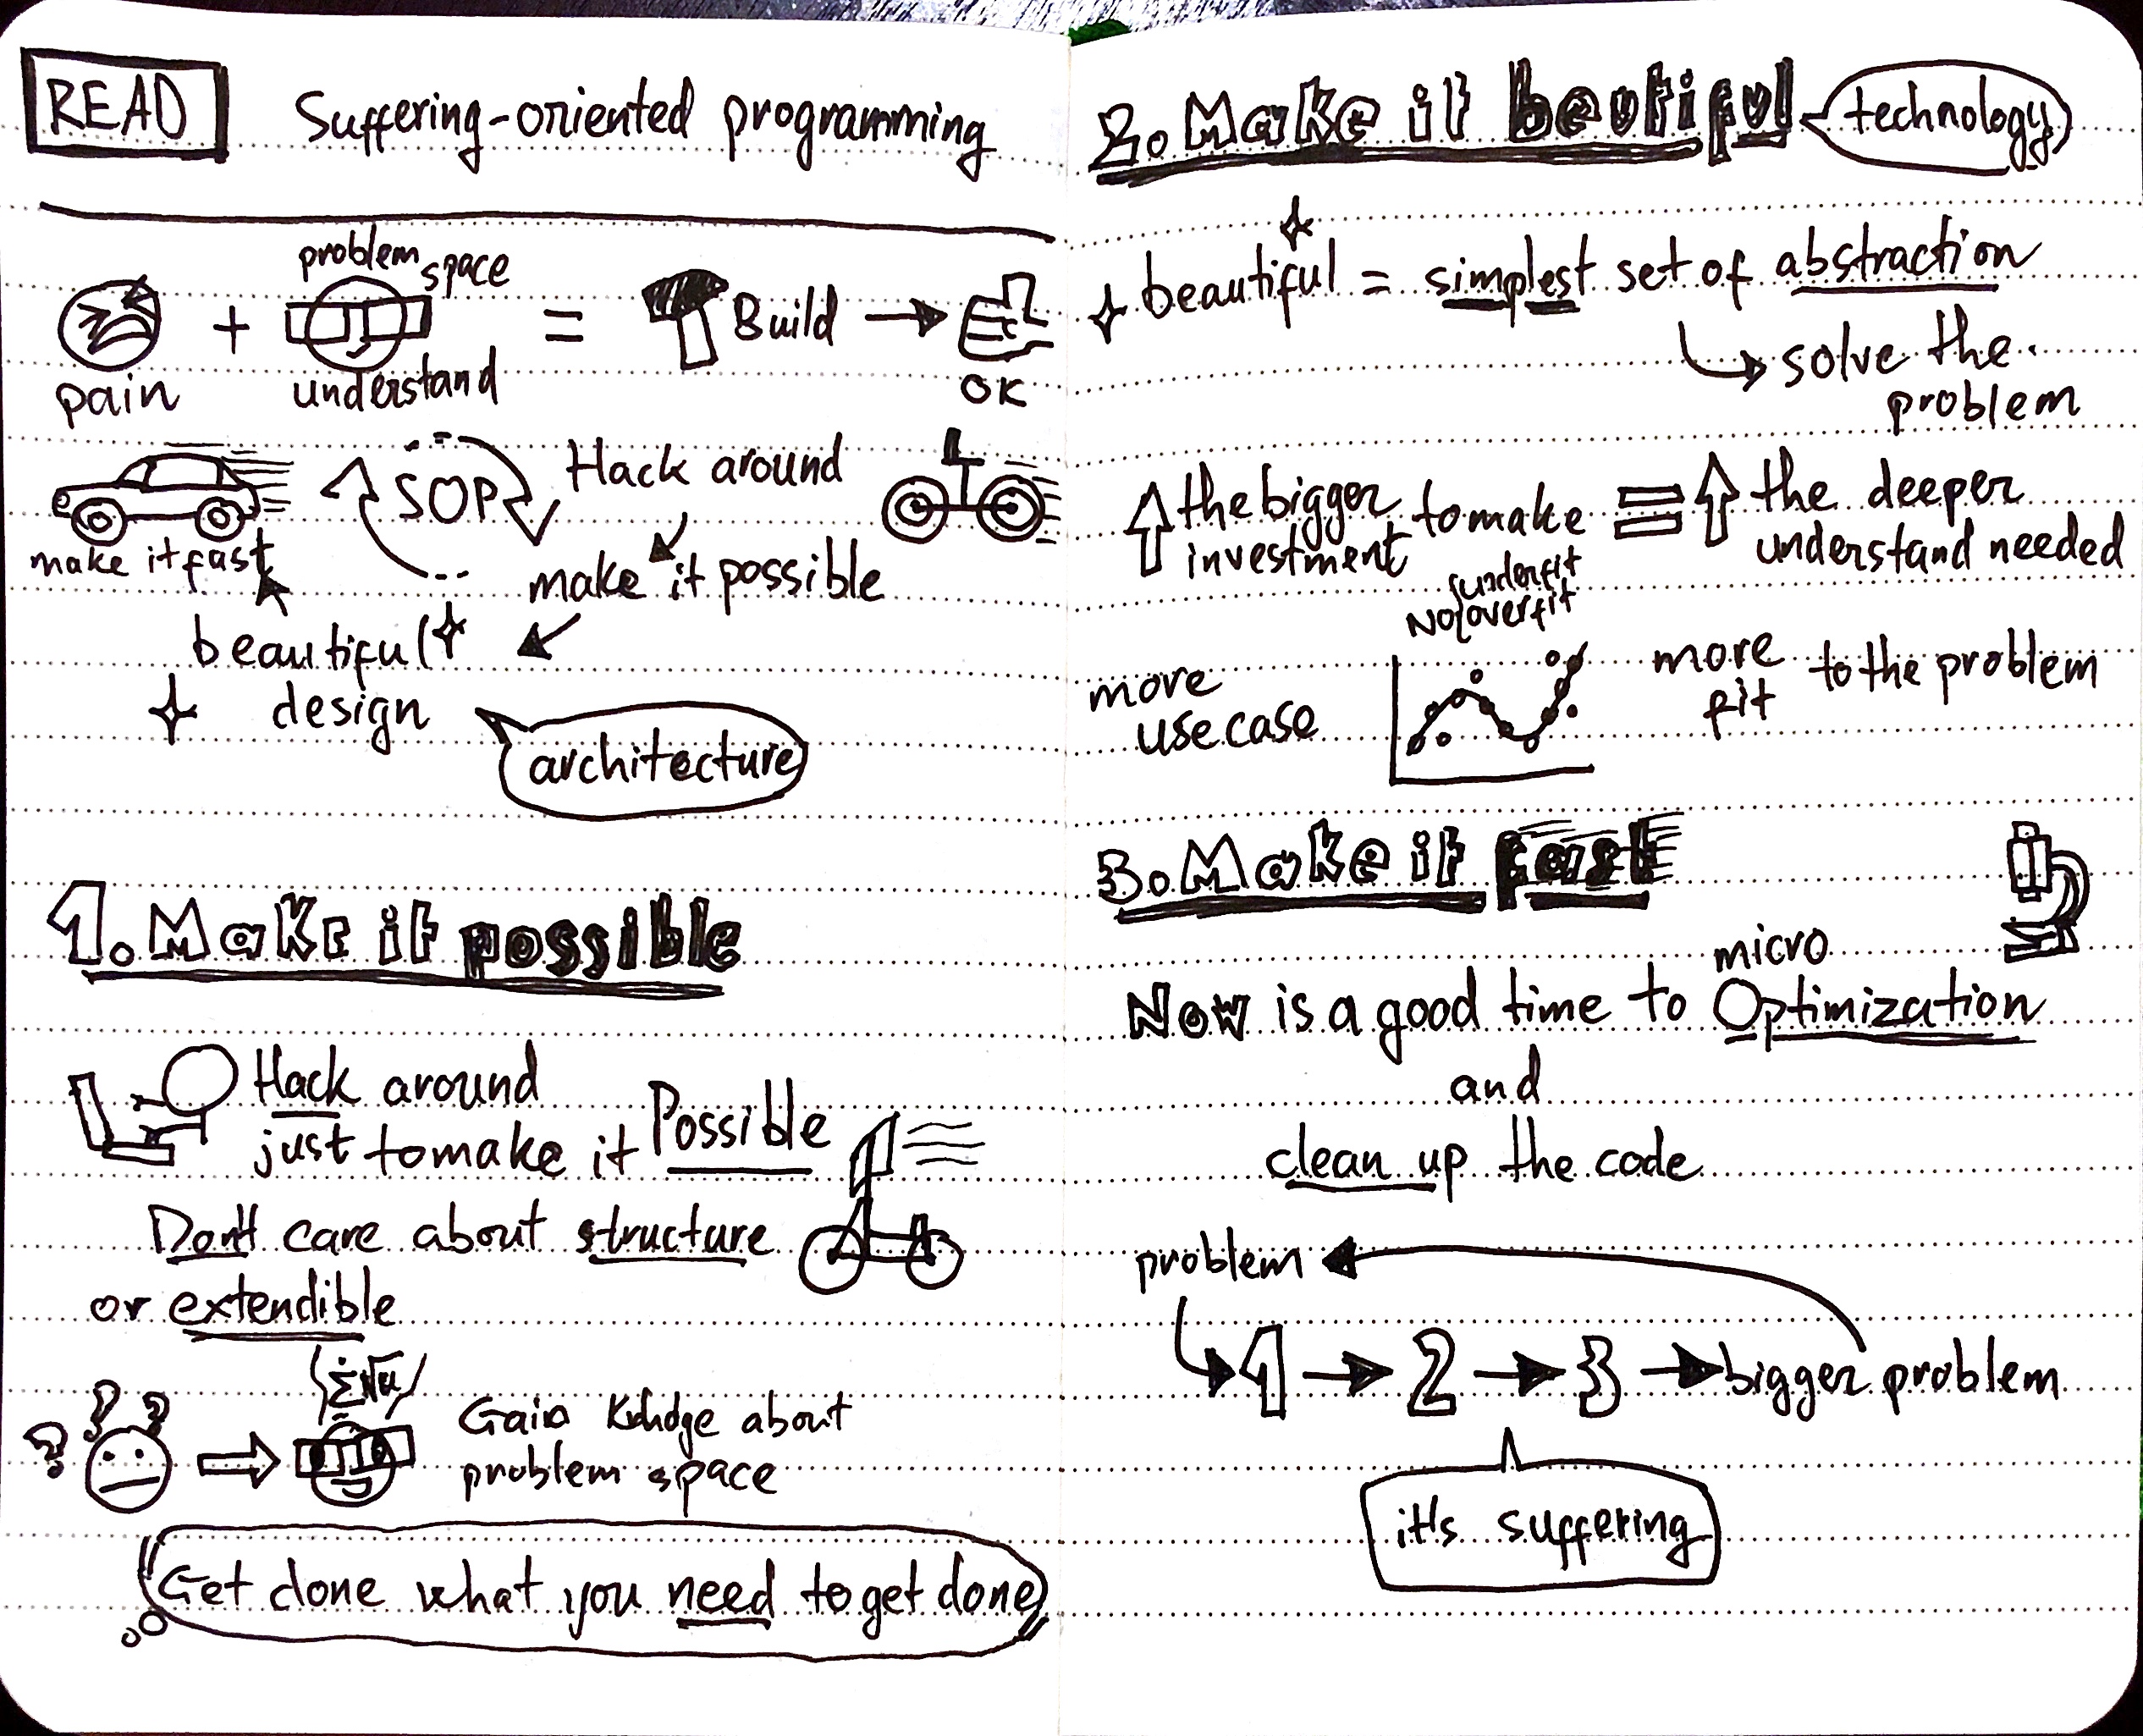 READ
Suffering-oriented programming
problem space
pain + understand = Build → OK
SOP
Hack around
make it possible
make it fast
beautiful
design
architecture
1. Make it possible
Hack around
just to make it Possible
Don't care about structure
or extendible
Gain about
problem space
Get done what you need to get done
2. Make it beutiful
technology
beautiful = simplest set of abstraction
solve the
problem
the bigger
investment to make = the deeper
understand needed
No underfit
overfit
more
use case
more
fit to the problem
3. Make it fast
micro
Now is a good time to Optimization
and
clean up the code
problem
1 → 2 → 3 → bigger problem
it's suffering